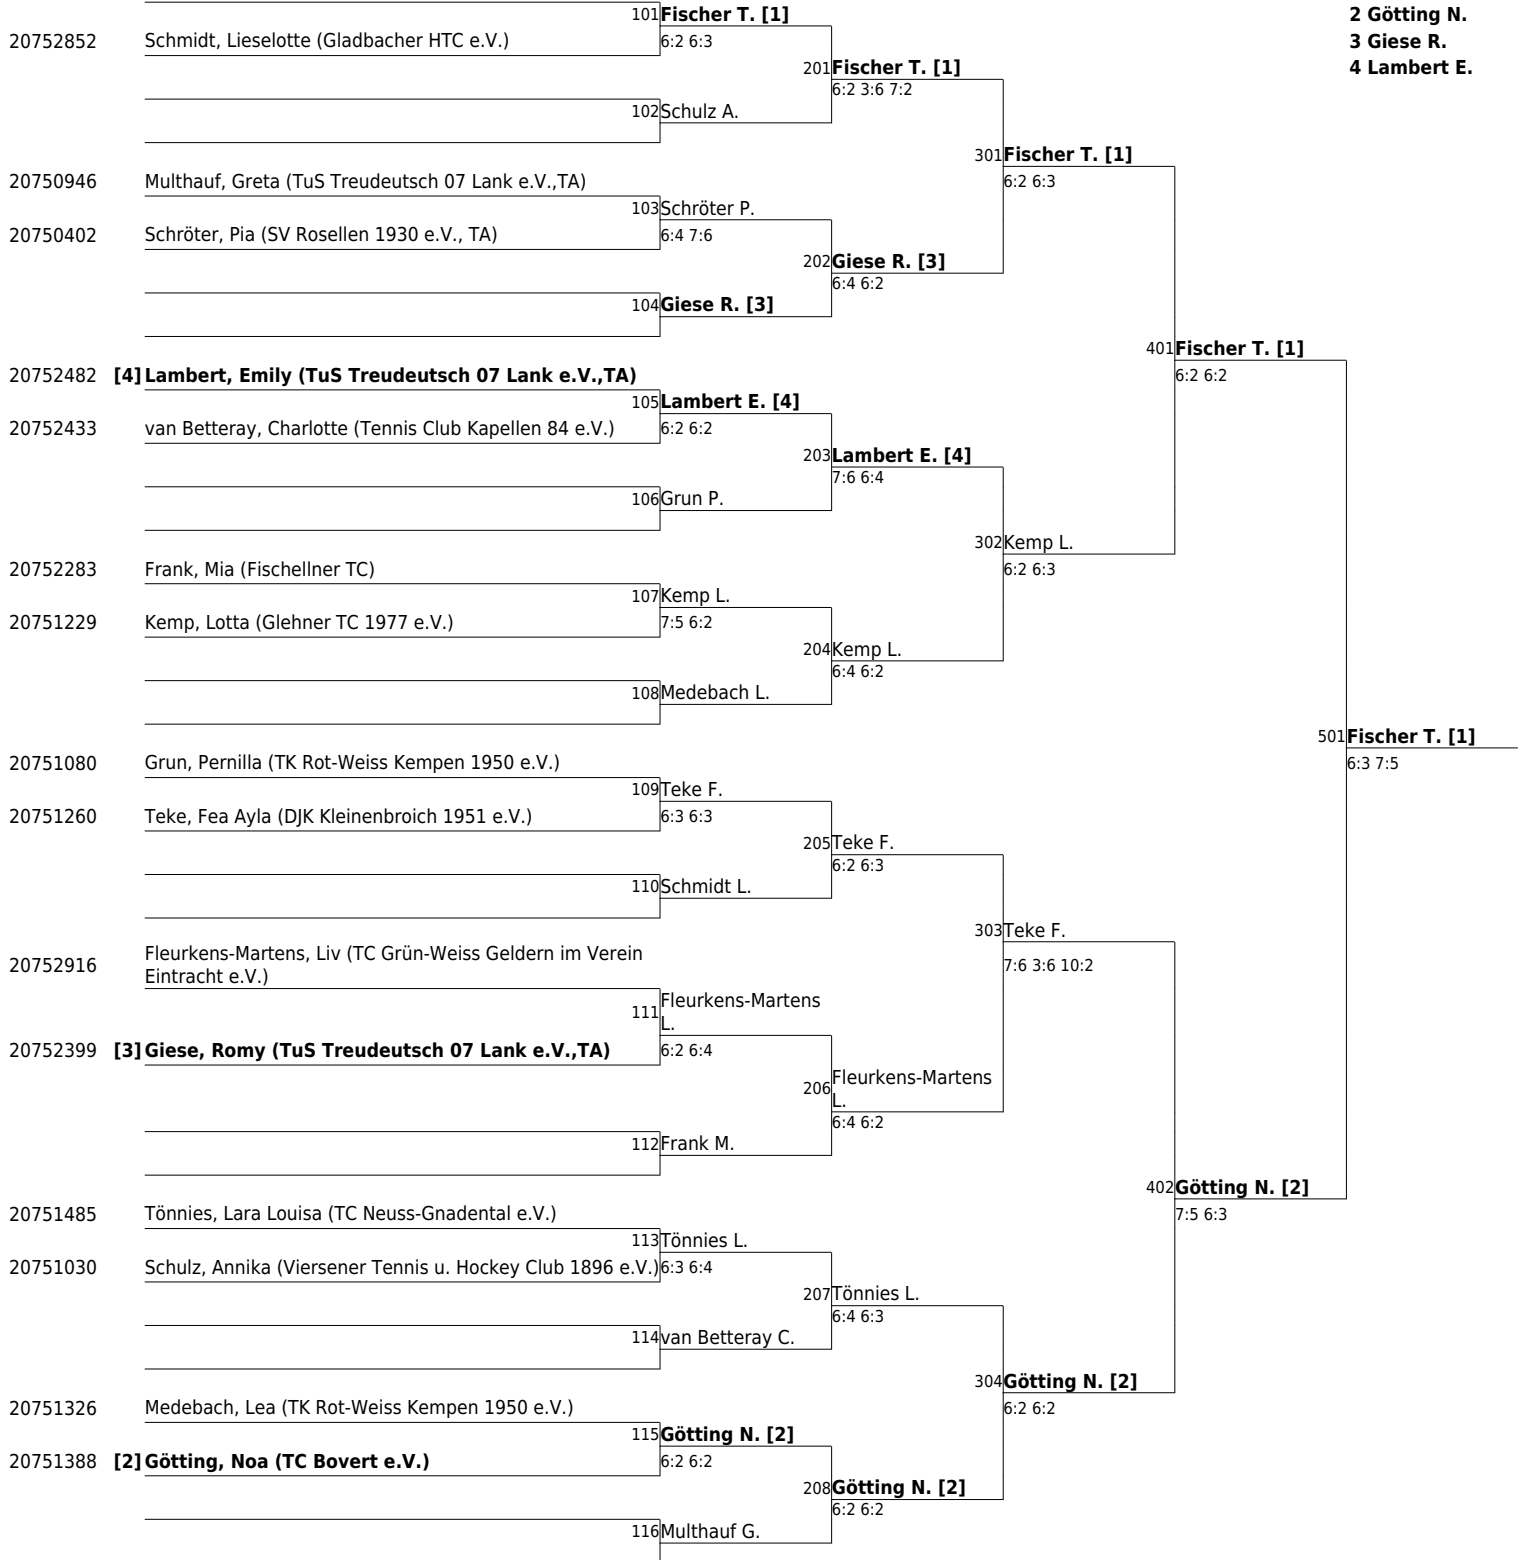 101 Fischer T. [1]
2 Götting N.
20752852 Schmidt, Lieselotte (Gladbacher HTC e.V.) 6:2 6:3
3 Giese R.
201 Fischer T. [1]
4 Lambert E.
6:2 3:6 7:2
102 Schulz A.
301 Fischer T. [1]
20750946 Multhauf, Greta (TuS Treudeutsch 07 Lank e.V.,TA)
6:2 6:3
103 Schröter P.
20750402 Schröter, Pia (SV Rosellen 1930 e.V., TA) 6:4 7:6
202 Giese R. [3]
6:4 6:2
104 Giese R. [3]
401 Fischer T. [1]
20752482 [4] Lambert, Emily (TuS Treudeutsch 07 Lank e.V.,TA)
6:2 6:2
105 Lambert E. [4]
20752433 van Betteray, Charlotte (Tennis Club Kapellen 84 e.V.) 6:2 6:2
203 Lambert E. [4]
7:6 6:4
106 Grun P.
302 Kemp L.
20752283 Frank, Mia (Fischellner TC)
6:2 6:3
107 Kemp L.
20751229 Kemp, Lotta (Glehner TC 1977 e.V.) 7:5 6:2
204 Kemp L.
6:4 6:2
108 Medebach L.
501 Fischer T. [1]
20751080 Grun, Pernilla (TK Rot-Weiss Kempen 1950 e.V.)
6:3 7:5
109 Teke F.
20751260 Teke, Fea Ayla (DJK Kleinenbroich 1951 e.V.) 6:3 6:3
205 Teke F.
6:2 6:3
110 Schmidt L.
303 Teke F.
20752916 Fleurkens-Martens, Liv (TC Grün-Weiss Geldern im Verein
Eintracht e.V.)
7:6 3:6 10:2
111 Fleurkens-Martens
L.
20752399 [3] Giese, Romy (TuS Treudeutsch 07 Lank e.V.,TA) 6:2 6:4
206 Fleurkens-Martens
L.
6:4 6:2
112 Frank M.
402 Götting N. [2]
20751485 Tönnies, Lara Louisa (TC Neuss-Gnadental e.V.)
7:5 6:3
113 Tönnies L.
20751030 Schulz, Annika (Viersener Tennis u. Hockey Club 1896 e.V.) 6:3 6:4
207 Tönnies L.
6:4 6:3
114 van Betteray C.
304 Götting N. [2]
20751326 Medebach, Lea (TK Rot-Weiss Kempen 1950 e.V.)
6:2 6:2
115 Götting N. [2]
20751388 [2] Götting, Noa (TC Bovert e.V.) 6:2 6:2
208 Götting N. [2]
6:2 6:2
116 Multhauf G.